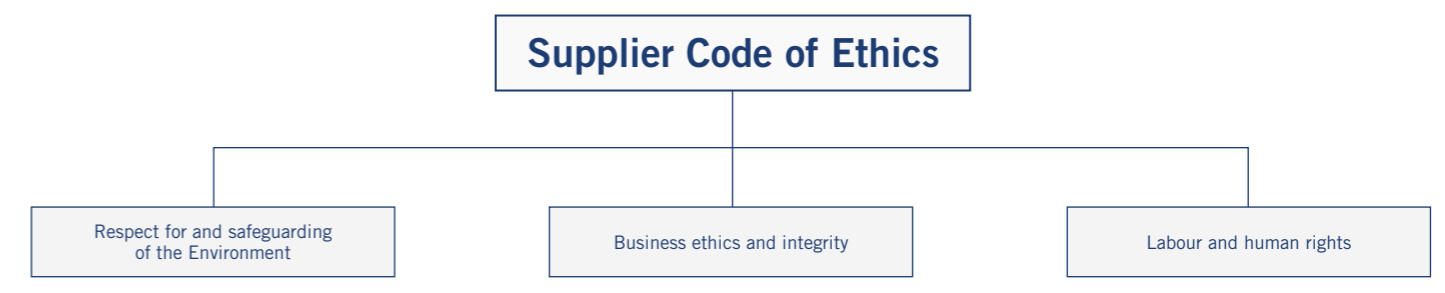 Supplier Code of Ethics
Respect for and safeguarding
of the Environment
Business ethics and integrity
Labour and human rights